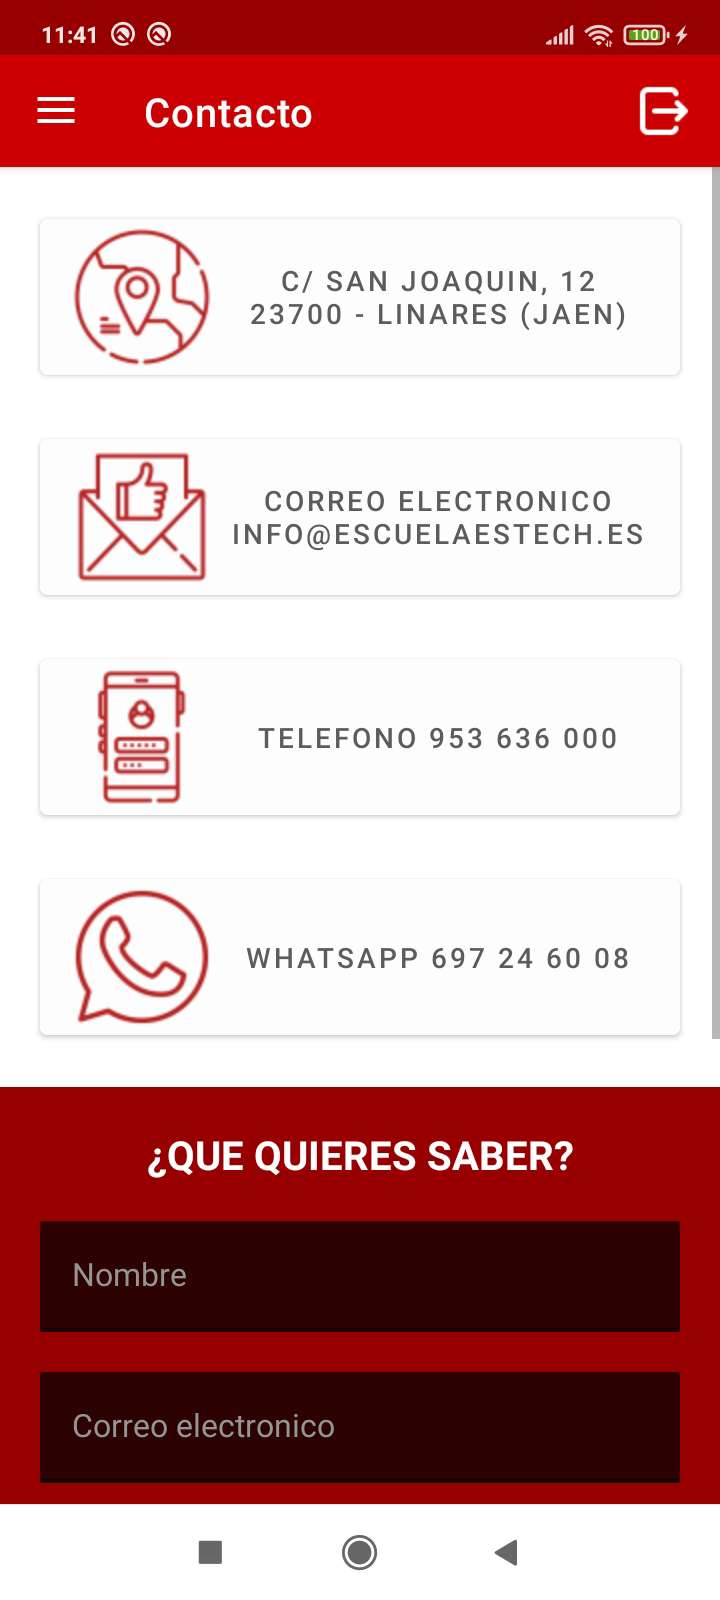 11:41
100
Contacto
C/ SAN JOAQUIN, 12
23700 - LINARES (JAEN)
CORREO ELECTRONICO
INFO@ESCUELAESTECH.ES
TELEFONO 953 636 000
WHATSAPP 697 24 60 08
¿QUE QUIERES SABER?
Nombre
Correo electronico